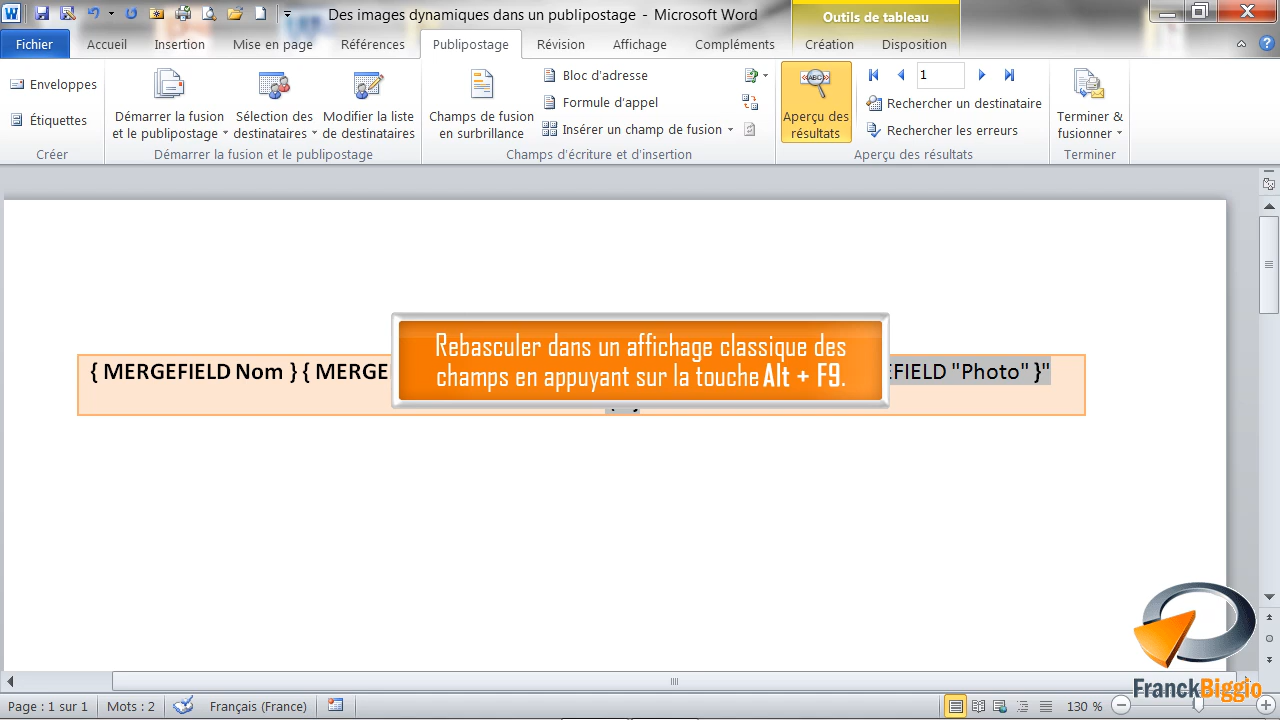 Des images dynamiques dans un publipostage - Microsoft Word
Outils de tableau
Fichier
Accueil
Insertion
Mise en page
Références
Publipostage
Révision
Affichage
Compléments
Création
Disposition
Enveloppes
Étiquettes
Créer
Démarrer la fusion
et le publipostage
Sélection des
destinataires
Modifier la liste
de destinataires
Démarrer la fusion et le publipostage
Champs de fusion
en surbrillance
Bloc d'adresse
Formule d'appel
Insérer un champ de fusion
Champs d'écriture et d'insertion
ABC
Aperçu des
résultats
1
Rechercher un destinataire
Rechercher les erreurs
Aperçu des résultats
Terminer &
fusionner
Terminer
{ MERGEFIELD Nom } { MERGE
EFIELD "Photo" }"
Rebasculer dans un affichage classique des
champs en appuyant sur la touche Alt + F9.
FranckBiggio
Page : 1 sur 1
Mots : 2
Français (France)
130 %